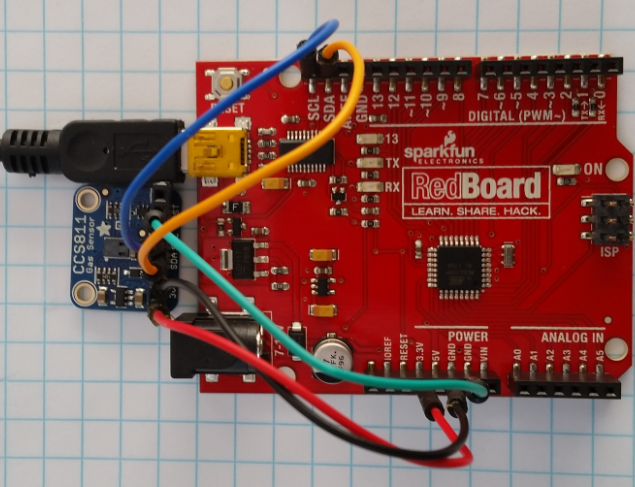 RESET
SCL
SDA
GND
13
12
~11
~10
~9
8
7
~6
~5
4
~3
2
TX→1
RX←0
DIGITAL (PWM~)
13
TX
RX
sparkfun
ELECTRONICS
RedBoard
LEARN. SHARE. HACK.
ON
ISP
CCS811
Gas Sensor
SDA
POWER
ANALOG IN
IOREF
RESET
3.3V
5V
GND
GND
VIN
A0
A1
A2
A3
A4
A5